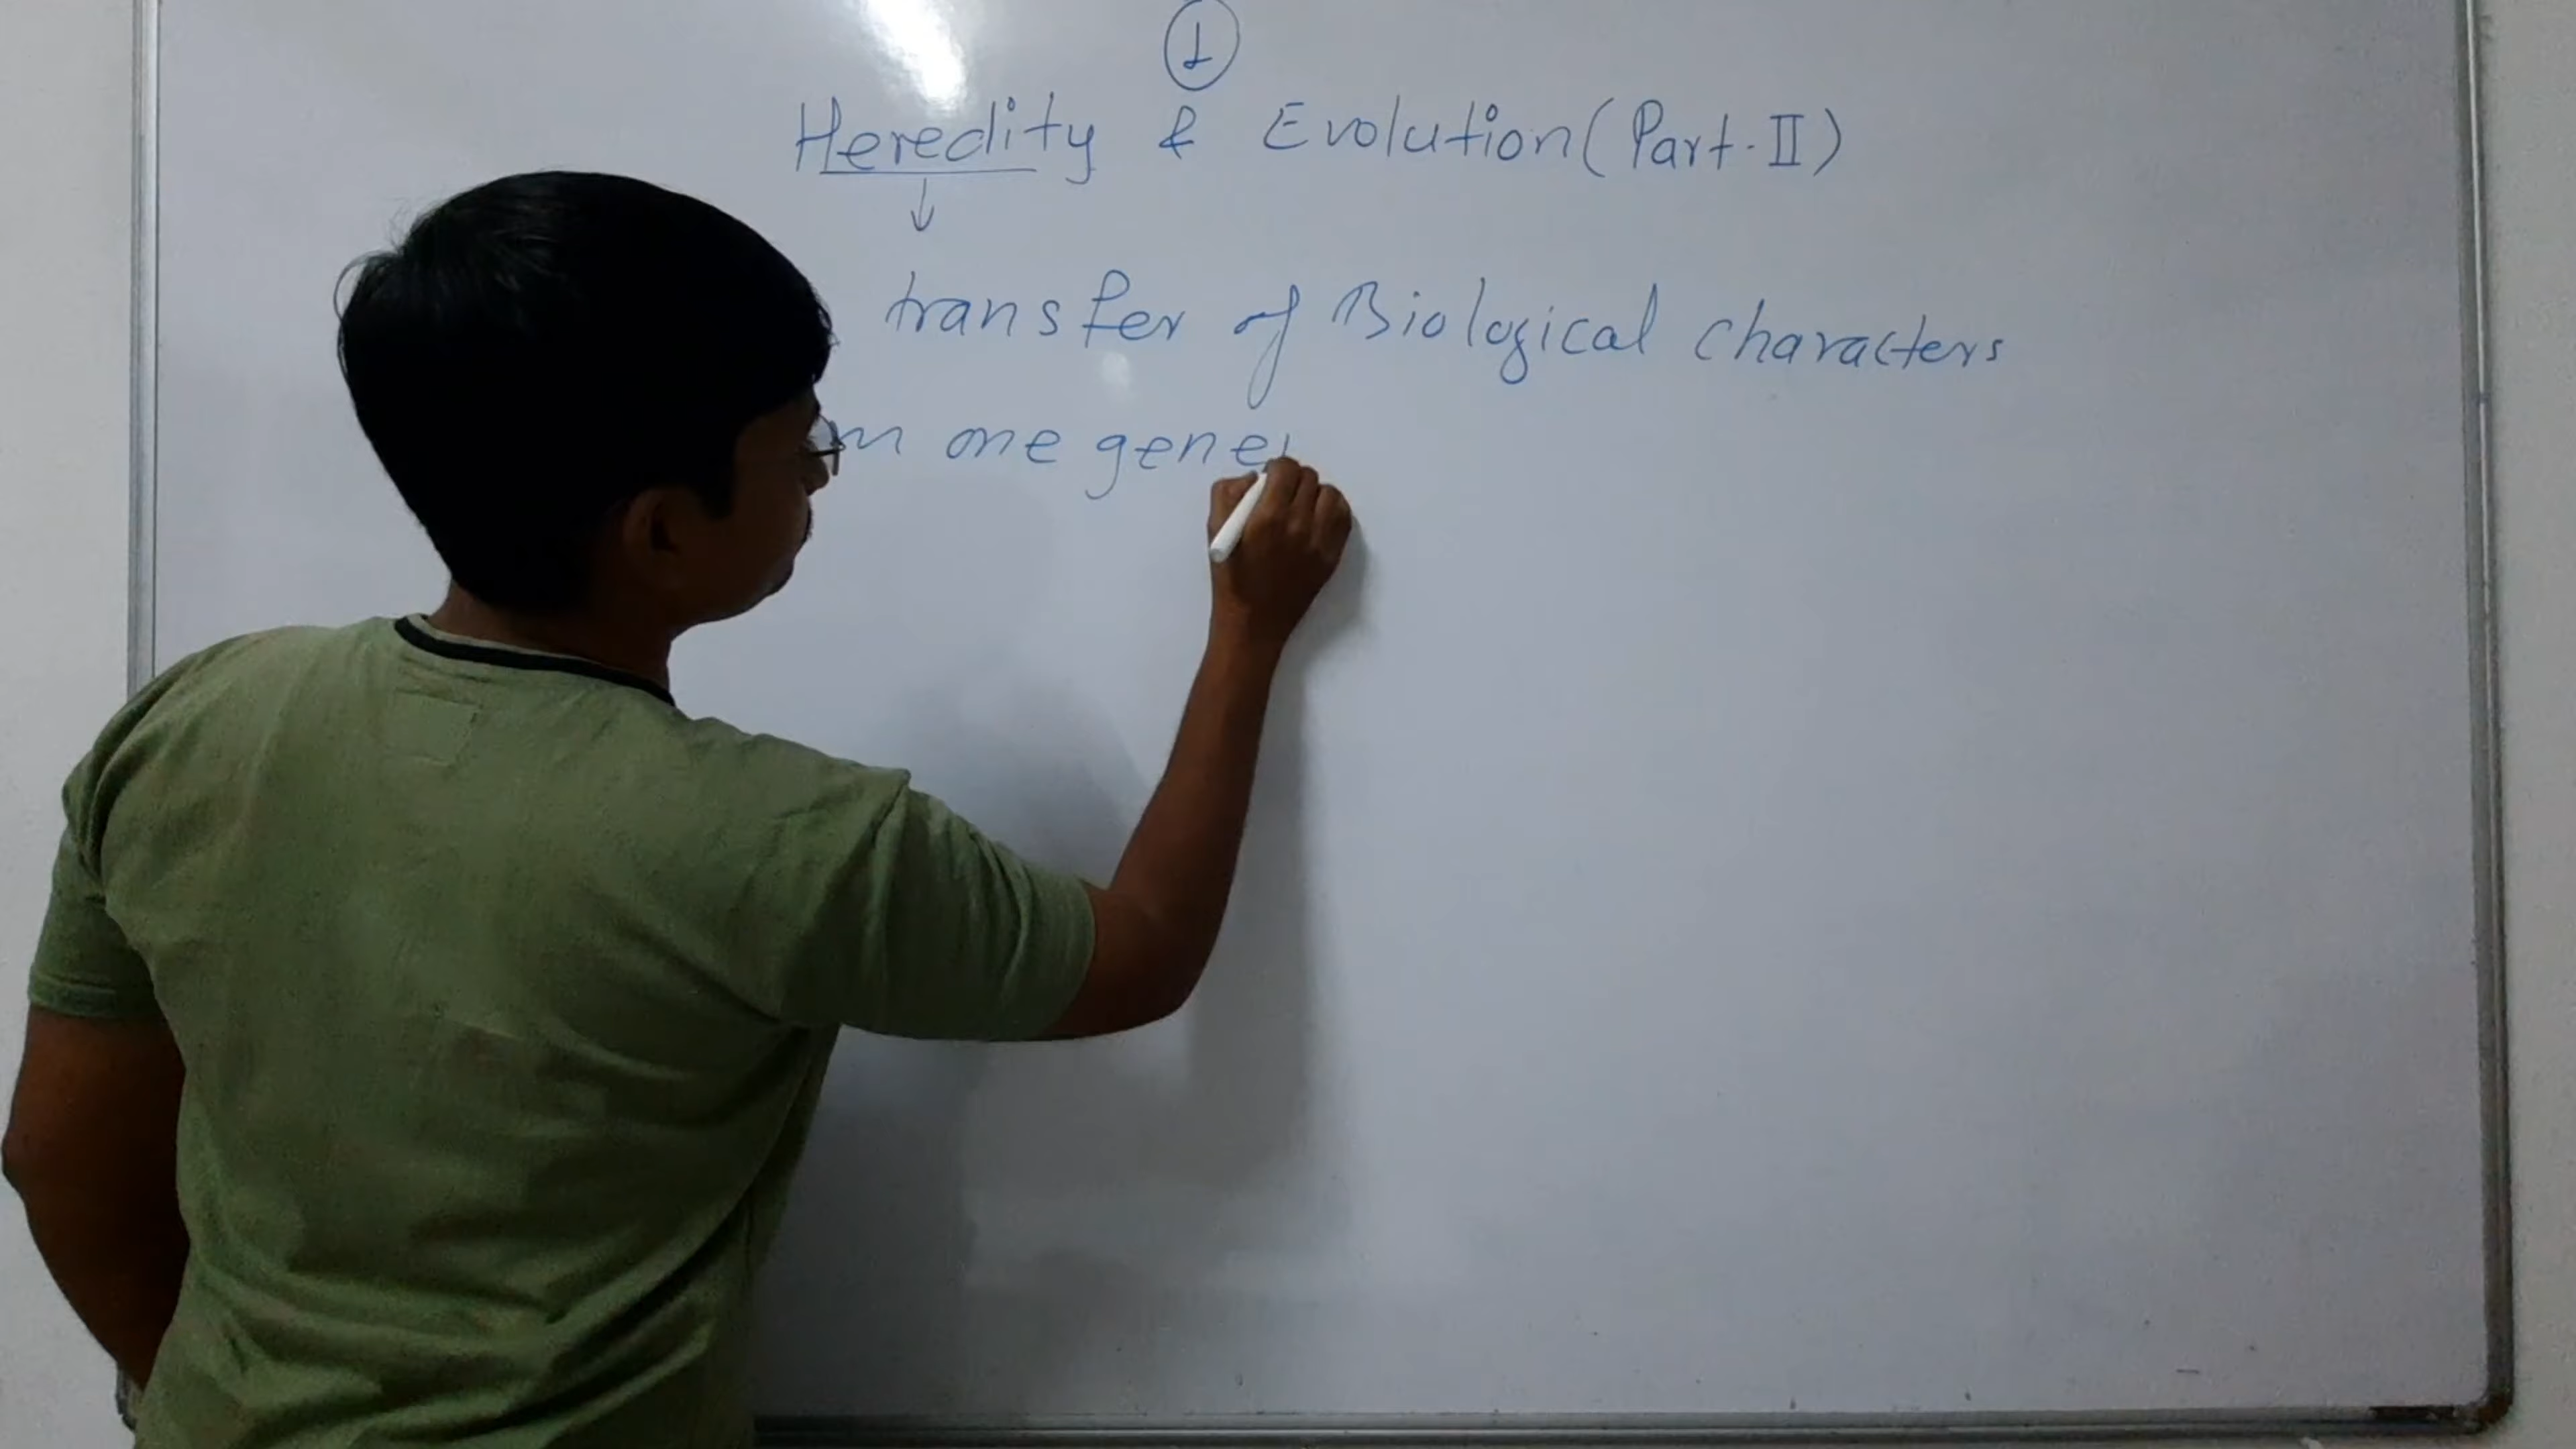 1
Heredity & Evolution (Part-II)
transfer of Biological characters
one gene